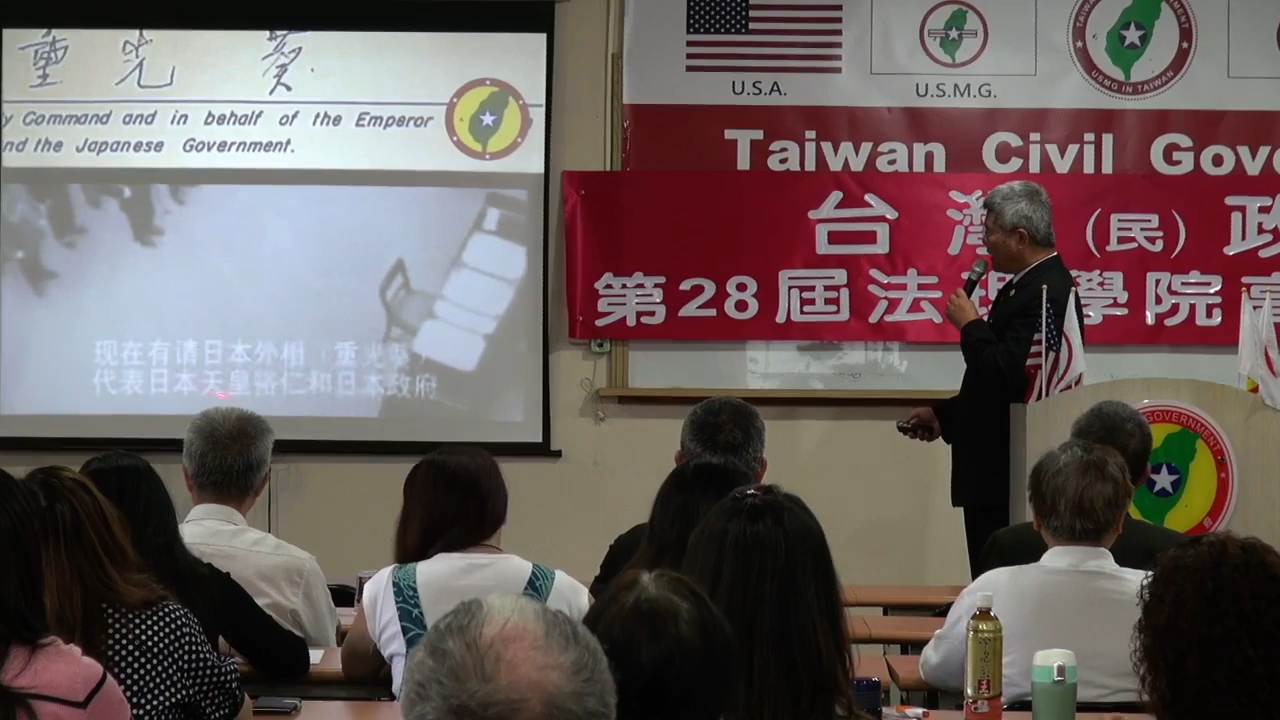 重光葵
y Command and in behalf of the Emperor
nd the Japanese Government.
现在有请日本外相（重光葵）
代表日本天皇裕仁和日本政府
U.S.A.
U.S.M.G.
USMG IN TAIWAN
Taiwan Civil Gov
台灣（民）政
第28屆法理學院
GOVERNMENT